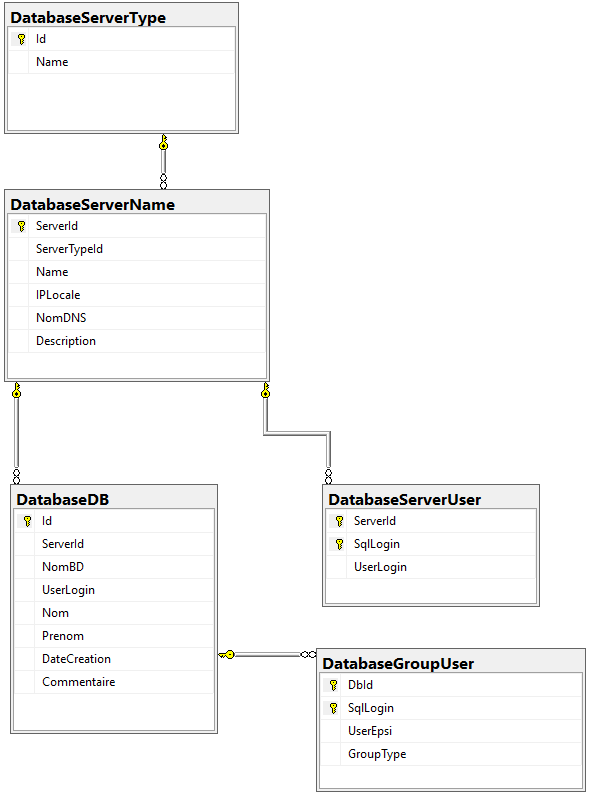 DatabaseServerType
Id
Name
DatabaseServerName
ServerId
ServerTypeId
Name
IPLocale
NomDNS
Description
DatabaseDB
Id
ServerId
NomBD
UserLogin
Nom
Prenom
DateCreation
Commentaire
DatabaseServerUser
ServerId
SqlLogin
UserLogin
DatabaseGroupUser
DbId
SqlLogin
UserEpsi
GroupType